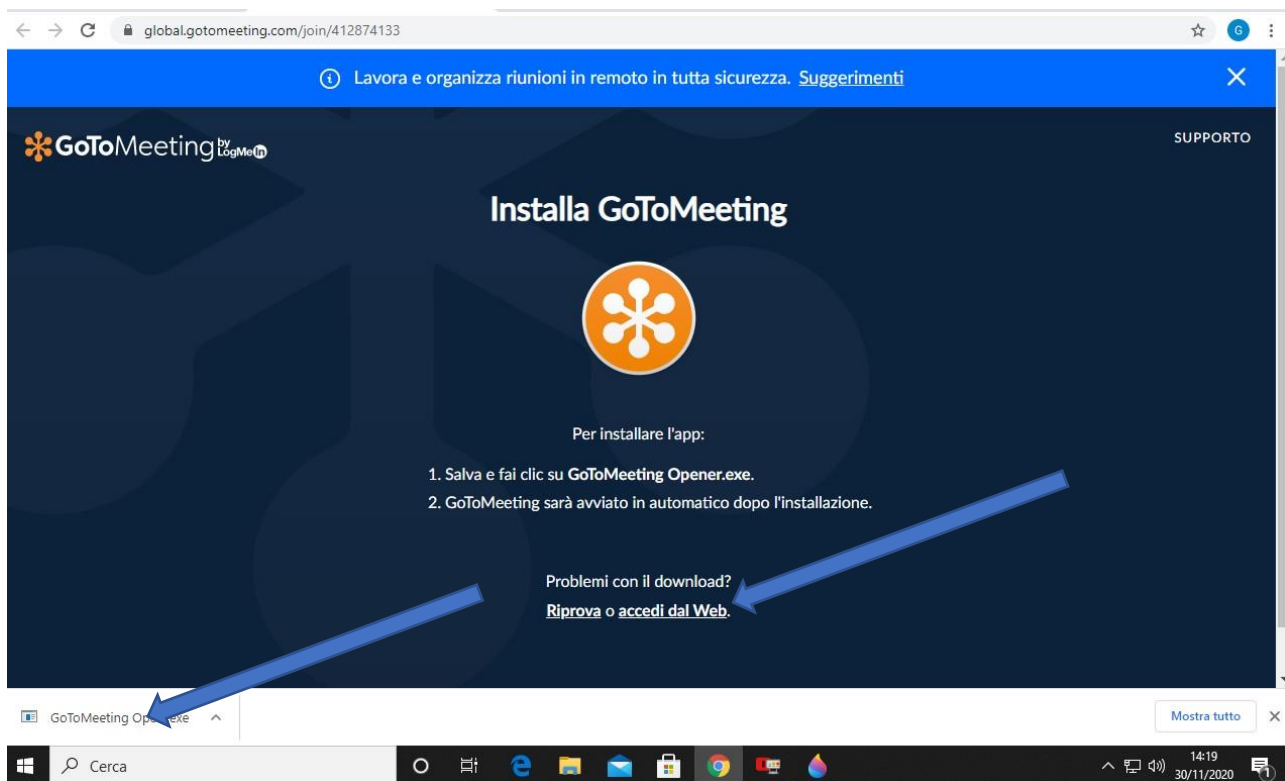 global.gotomeeting.com/join/412874133
G
Lavora e organizza riunioni in remoto in tutta sicurezza. Suggerimenti
GoToMeeting by LogMeIn
SUPPORTO
Installa GoToMeeting
Per installare l'app:
1. Salva e fai clic su GoToMeeting Opener.exe.
2. GoToMeeting sarà avviato in automatico dopo l'installazione.
Problemi con il download?
Riprova o accedi dal Web.
GoToMeeting
Mostra tutto
Cerca
14:19
30/11/2020